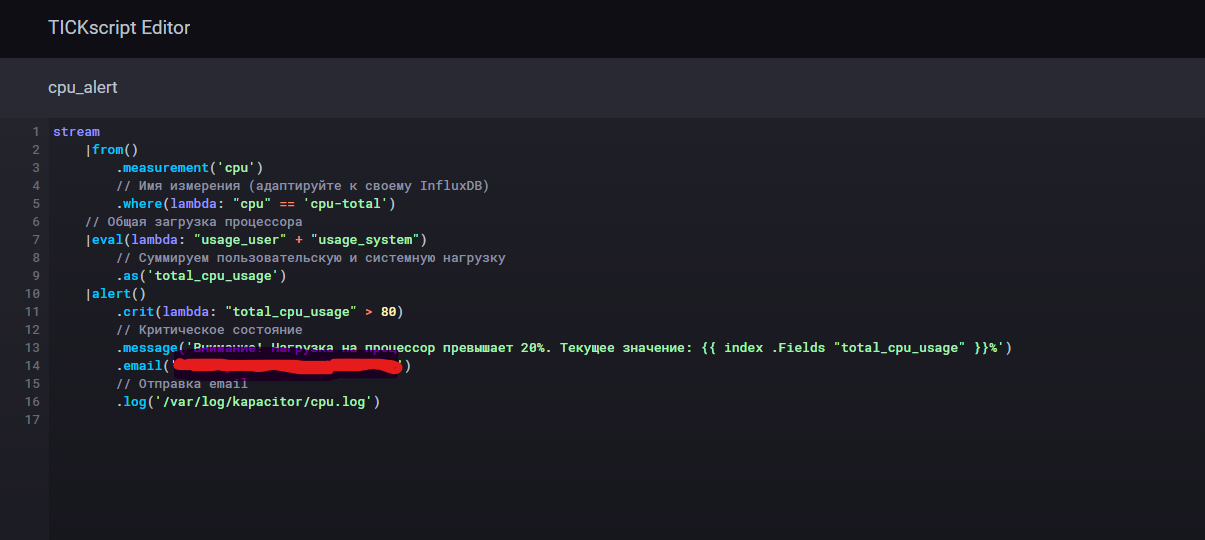 TICKscript Editor
cpu_alert
1 stream
2 |from()
3 .measurement('cpu')
4 // Имя измерения (адаптируйте к своему InfluxDB)
5 .where(lambda: "cpu" == 'cpu-total')
6 // Общая загрузка процессора
7 |eval(lambda: "usage_user" + "usage_system")
8 // Суммируем пользовательскую и системную нагрузку
9 .as('total_cpu_usage')
10 |alert()
11 .crit(lambda: "total_cpu_usage" > 80)
12 // Критическое состояние
13 .message('Внимание! Нагрузка на процессор превышает 20%. Текущее значение: {{ index .Fields "total_cpu_usage" }}%')
14 .email('')
15 // Отправка email
16 .log('/var/log/kapacitor/cpu.log')
17